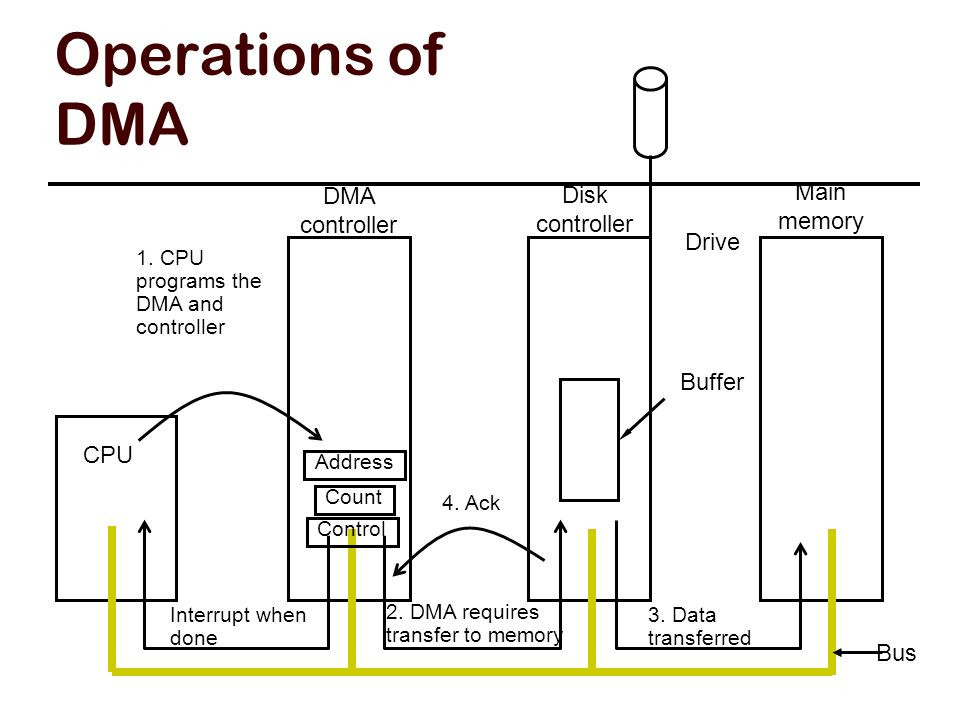 Operations of
DMA
DMA
controller
Disk
controller
Main
memory
Drive
1. CPU
programs the
DMA and
controller
Buffer
CPU
Address
Count
Control
4. Ack
Interrupt when
done
2. DMA requires
transfer to memory
3. Data
transferred
Bus